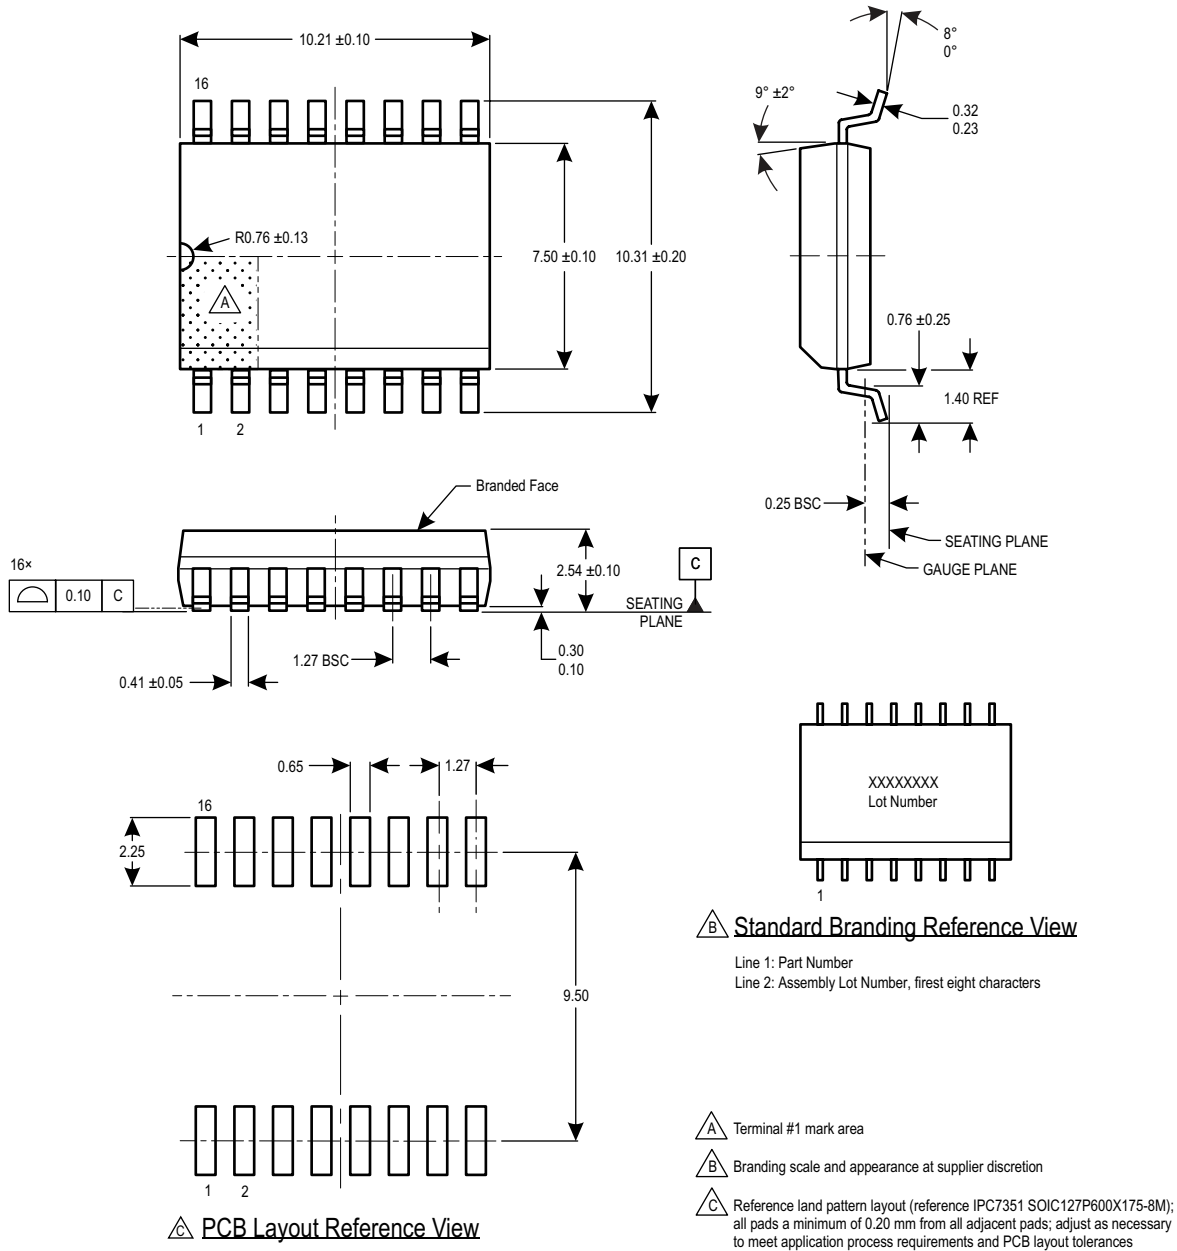 10.21 ±0.10
16
R0.76 ±0.13
A
7.50 ±0.10
10.31 ±0.20
1
2
8°
0°
9° ±2°
0.32
0.23
0.76 ±0.25
1.40 REF
0.25 BSC
SEATING PLANE
GAUGE PLANE
Branded Face
16×
0.10
C
2.54 ±0.10
C
SEATING
PLANE
0.30
0.10
1.27 BSC
0.41 ±0.05
XXXXXXXX
Lot Number
1
B
Standard Branding Reference View
Line 1: Part Number
Line 2: Assembly Lot Number, firest eight characters
0.65
1.27
16
2.25
9.50
1
2
C
PCB Layout Reference View
A
Terminal #1 mark area
B
Branding scale and appearance at supplier discretion
C
Reference land pattern layout (reference IPC7351 SOIC127P600X175-8M);
all pads a minimum of 0.20 mm from all adjacent pads; adjust as necessary
to meet application process requirements and PCB layout tolerances